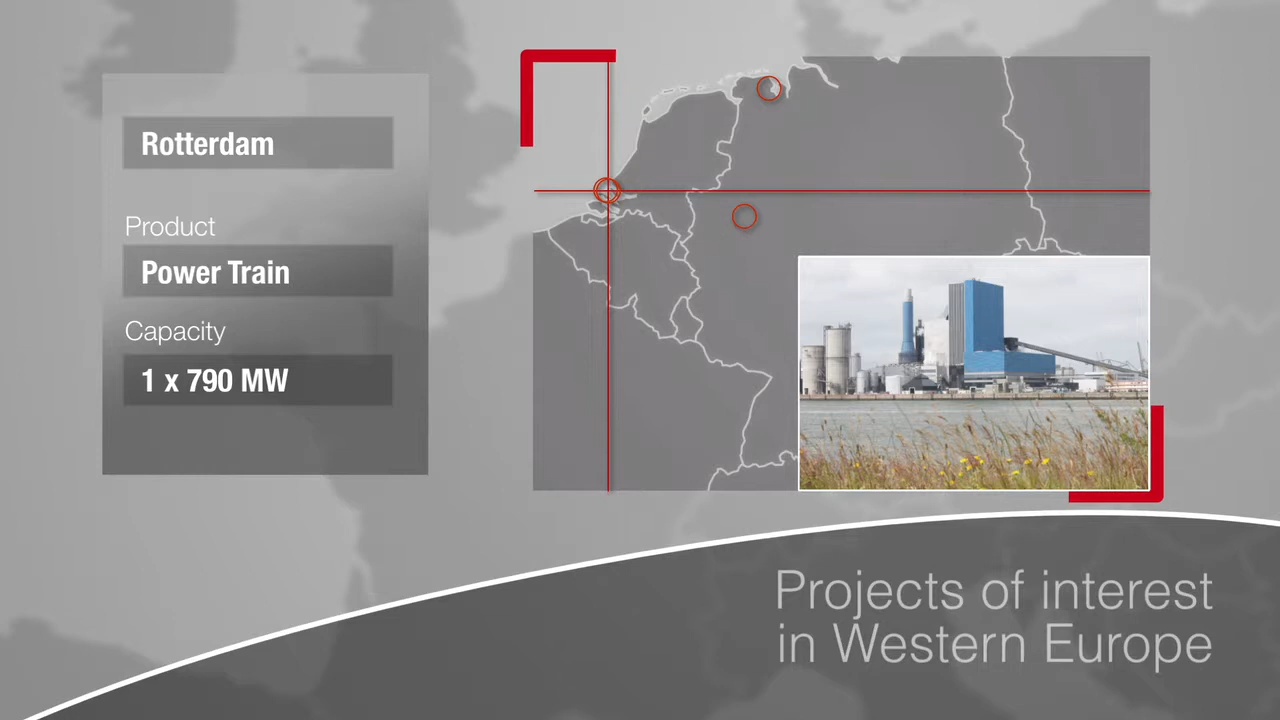 Rotterdam
Product
Power Train
Capacity
1 x 790 MW
Projects of interest
in Western Europe